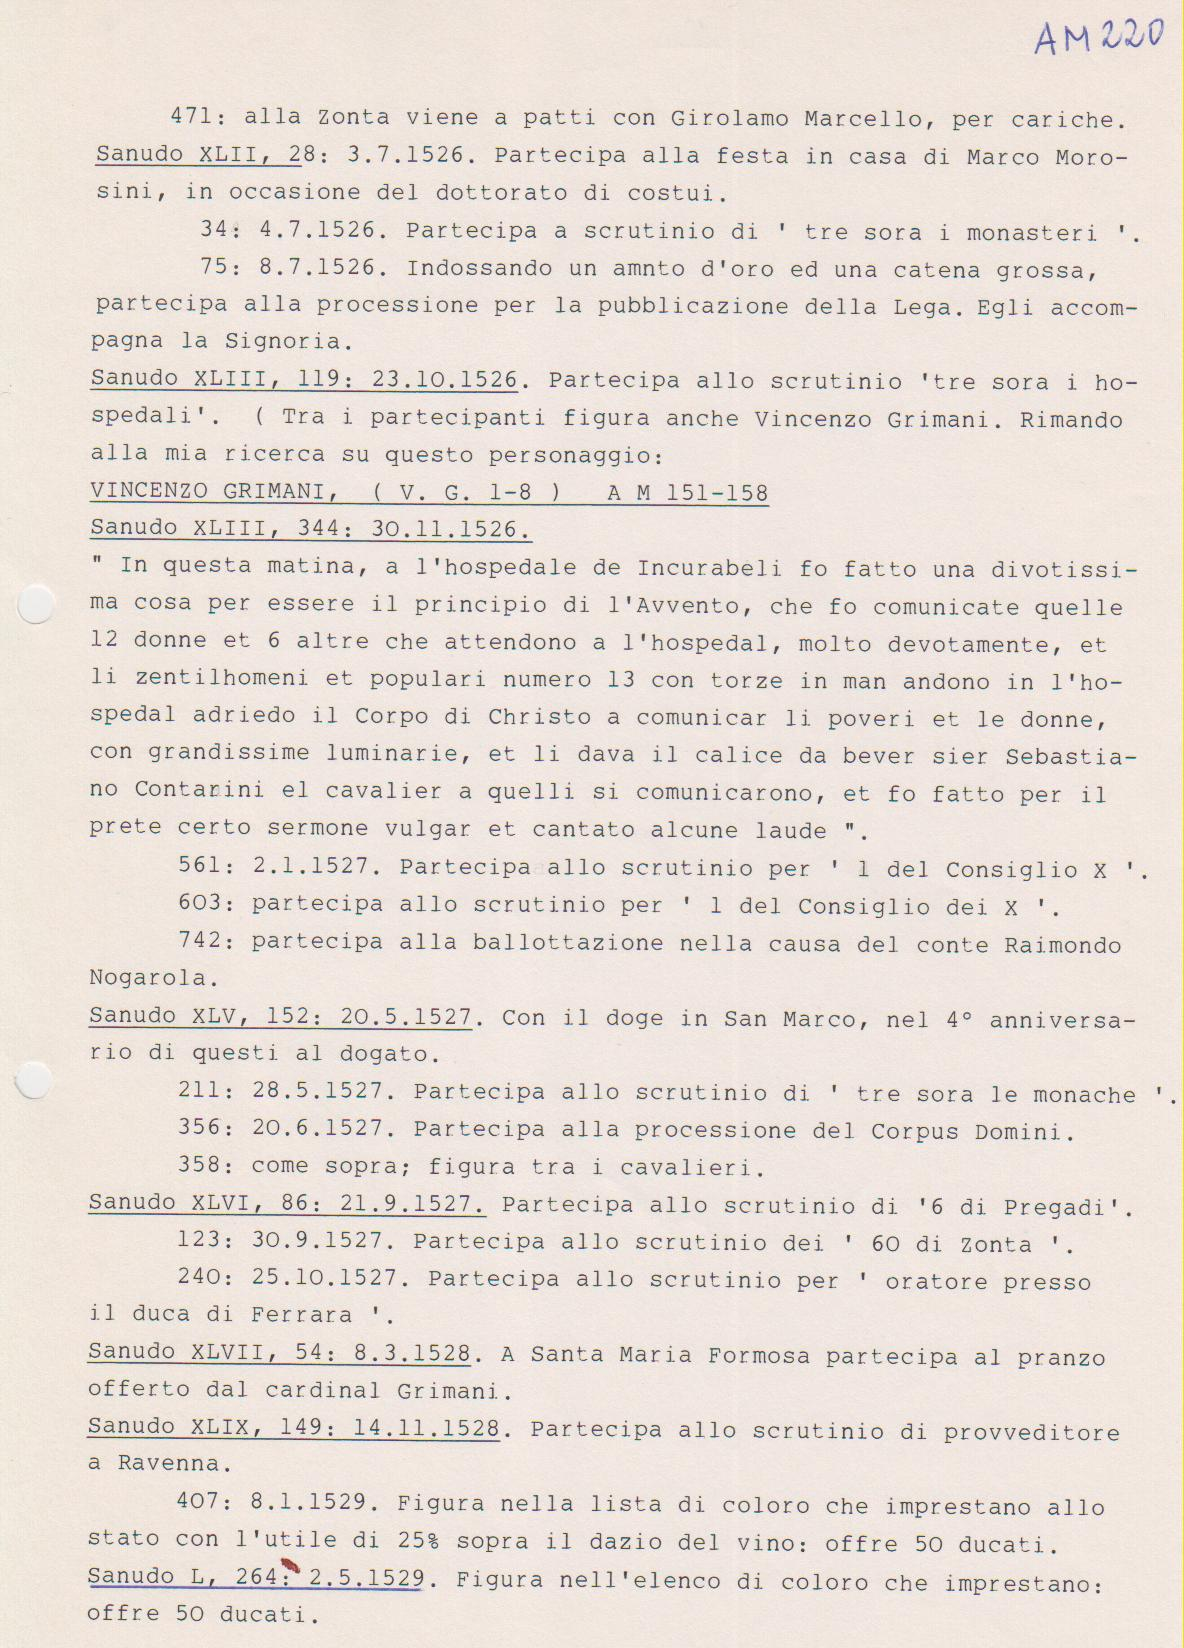 AM 220
471: alla Zonta viene a patti con Girolamo Marcello, per cariche.
Sanudo XLII, 28: 3.7.1526. Partecipa alla festa in casa di Marco Moro-
sini, in occasione del dottorato di costui.
34: 4.7.1526. Partecipa a scrutinio di ' tre sora i monasteri '.
75: 8.7.1526. Indossando un amnto d'oro ed una catena grossa,
partecipa alla processione per la pubblicazione della Lega. Egli accom-
pagna la Signoria.
Sanudo XLIII, 119: 23.10.1526. Partecipa allo scrutinio 'tre sora i ho-
spedali'. ( Tra i partecipanti figura anche Vincenzo Grimani. Rimando
alla mia ricerca su questo personaggio:
VINCENZO GRIMANI, ( V. G. 1-8 ) A M 151-158
Sanudo XLIII, 344: 30.11.1526.
" In questa matina, a l'hospedale de Incurabeli fo fatto una divotissi-
ma cosa per essere il principio di l'Avvento, che fo comunicate quelle
12 donne et 6 altre che attendono a l'hospedal, molto devotamente, et
li zentilhomeni et populari numero 13 con torze in man andono in l'ho-
spedal adriedo il Corpo di Christo a comunicar li poveri et le donne,
con grandissime luminarie, et li dava il calice da bever sier Sebastia-
no Contarini el cavalier a quelli si comunicarono, et fo fatto per il
prete certo sermone vulgar et cantato alcune laude ".
561: 2.1.1527. Partecipa allo scrutinio per ' 1 del Consiglio X '.
603: partecipa allo scrutinio per ' 1 del Consiglio dei X '.
742: partecipa alla ballottazione nella causa del conte Raimondo
Nogarola.
Sanudo XLV, 152: 20.5.1527. Con il doge in San Marco, nel 4° anniversa-
rio di questi al dogato.
211: 28.5.1527. Partecipa allo scrutinio di ' tre sora le monache '.
356: 20.6.1527. Partecipa alla processione del Corpus Domini.
358: come sopra; figura tra i cavalieri.
Sanudo XLVI, 86: 21.9.1527. Partecipa allo scrutinio di '6 di Pregadi'.
123: 30.9.1527. Partecipa allo scrutinio dei ' 60 di Zonta '.
240: 25.10.1527. Partecipa allo scrutinio per ' oratore presso
il duca di Ferrara '.
Sanudo XLVII, 54: 8.3.1528. A Santa Maria Formosa partecipa al pranzo
offerto dal cardinal Grimani.
Sanudo XLIX, 149: 14.11.1528. Partecipa allo scrutinio di provveditore
a Ravenna.
407: 8.1.1529. Figura nella lista di coloro che imprestano allo
stato con l'utile di 25% sopra il dazio del vino: offre 50 ducati.
Sanudo L, 264: 2.5.1529. Figura nell'elenco di coloro che imprestano:
offre 50 ducati.